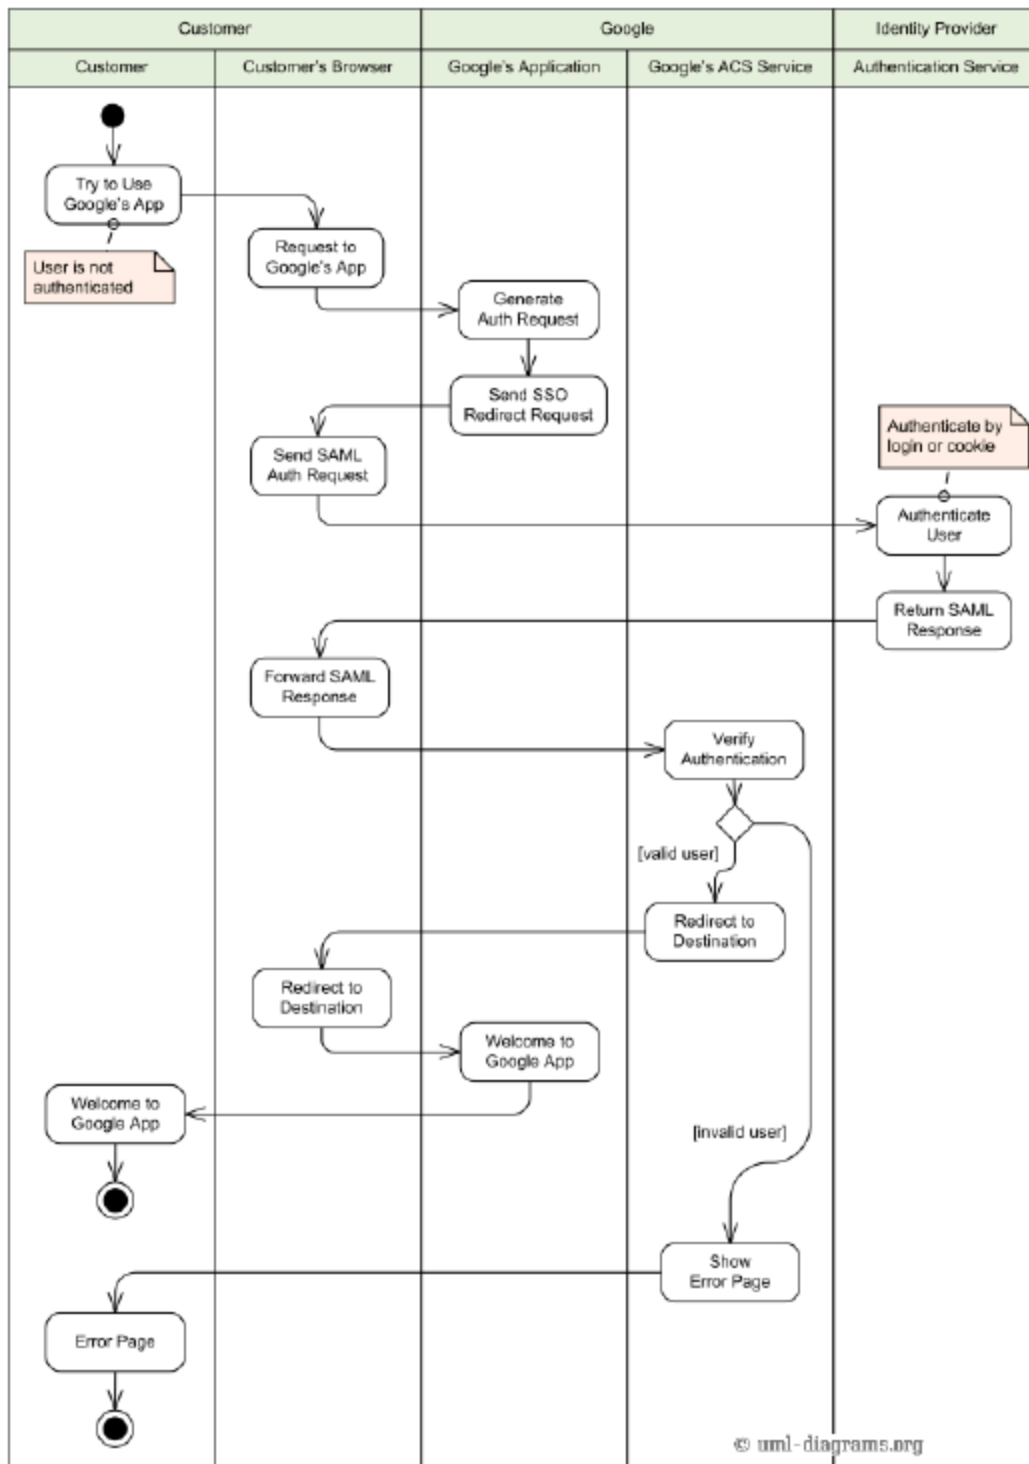 Customer
Google
Identity Provider
Customer
Customer's Browser
Google's Application
Google's ACS Service
Authentication Service
Try to Use
Google's App
User is not
authenticated
Request to
Google's App
Generate
Auth Request
Send SSO
Redirect Request
Send SAML
Auth Request
Authenticate by
login or cookie
Authenticate
User
Return SAML
Response
Forward SAML
Response
Verify
Authentication
[valid user]
Redirect to
Destination
Redirect to
Destination
Welcome to
Google App
Welcome to
Google App
[invalid user]
Show
Error Page
Error Page
© uml-diagrams.org